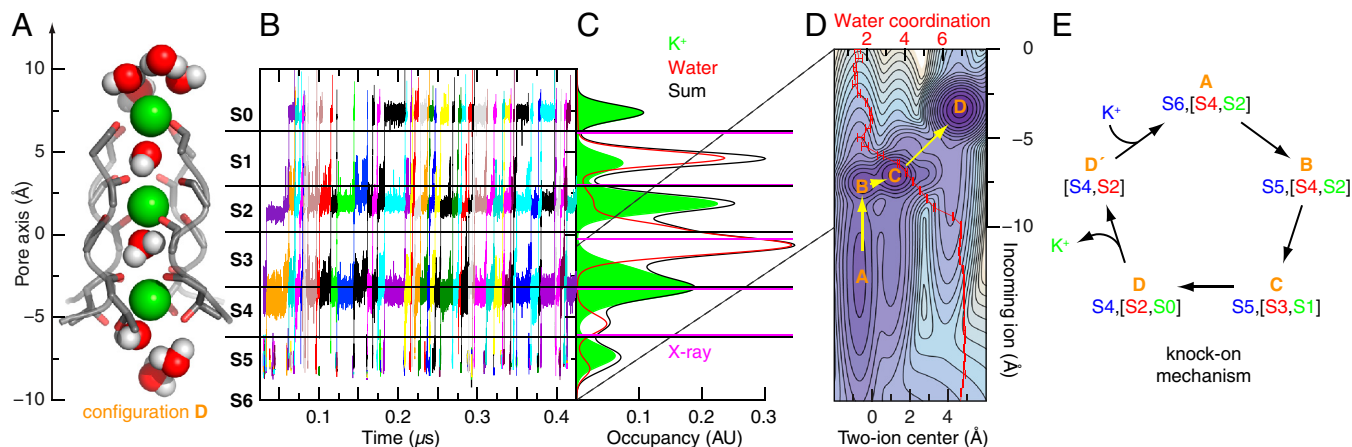 A
B
C
D
E
Water coordination
2 4 6
K+
Water
Sum
10
5
0
−5
−10
Pore axis (Å)
configuration D
S0
S1
S2
S3
S4
S5
S6
X-ray
0.1 0.2 0.3 0.4
Time (µs)
0.1 0.2 0.3
Occupancy (AU)
D
B C
A
0
−5
−10
Incoming ion (Å)
0 2 4
Two-ion center (Å)
A
S6,[S4,S2]
K+
B
S5,[S4,S2]
D´
[S4,S2]
K+
D
S4,[S2,S0]
C
S5,[S3,S1]
knock-on
mechanism